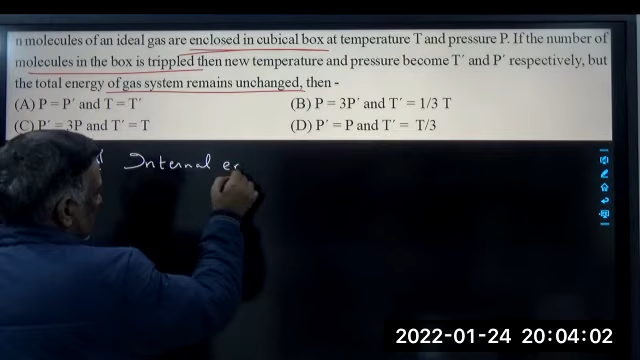 n molecules of an ideal gas are enclosed in cubical box at temperature T and pressure P. If the number of
molecules in the box is trippled then new temperature and pressure become T′ and P′ respectively, but
the total energy of gas system remains unchanged, then -
(A) P = P′ and T = T′ (B) P = 3P′ and T′ = 1/3 T
(C) P′ = 3P and T′ = T (D) P′ = P and T′ = T/3
Internal en
2022-01-24 20:04:02